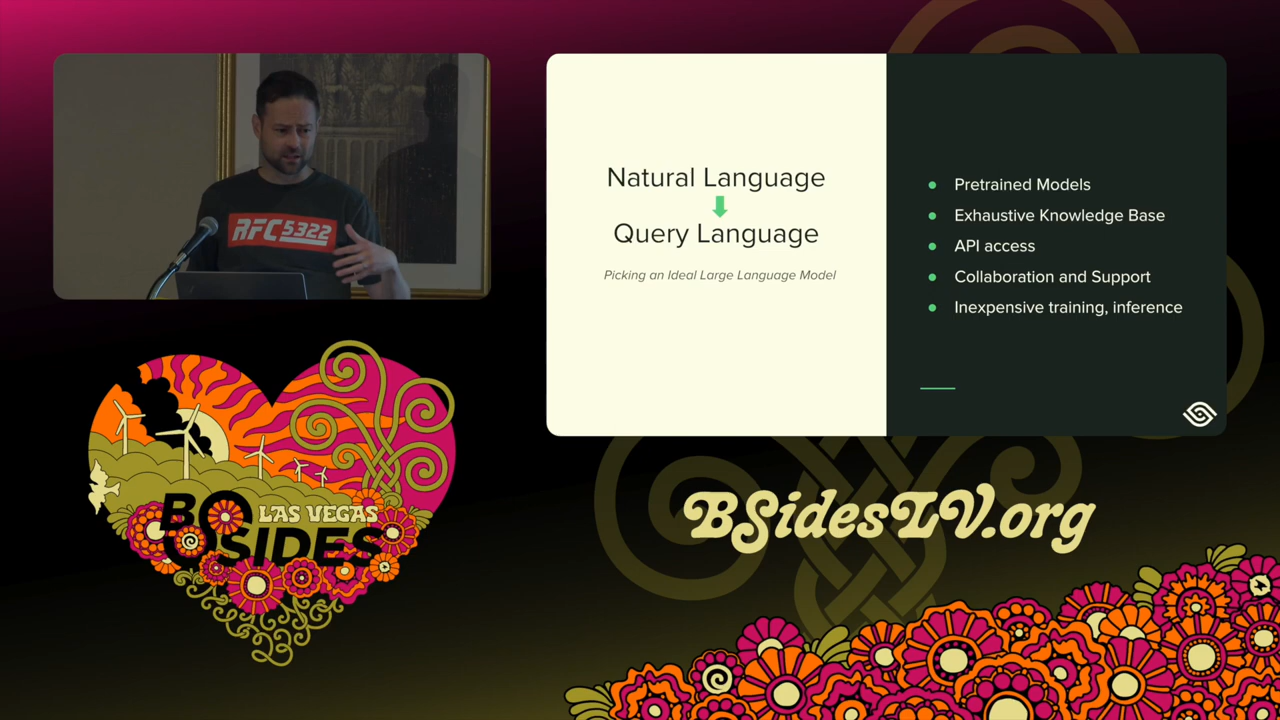 RFC5322
Natural Language
Query Language
Picking an Ideal Large Language Model
Pretrained Models
Exhaustive Knowledge Base
API access
Collaboration and Support
Inexpensive training, inference
LAS VEGAS
BSIDES
23
BSidesLV.org